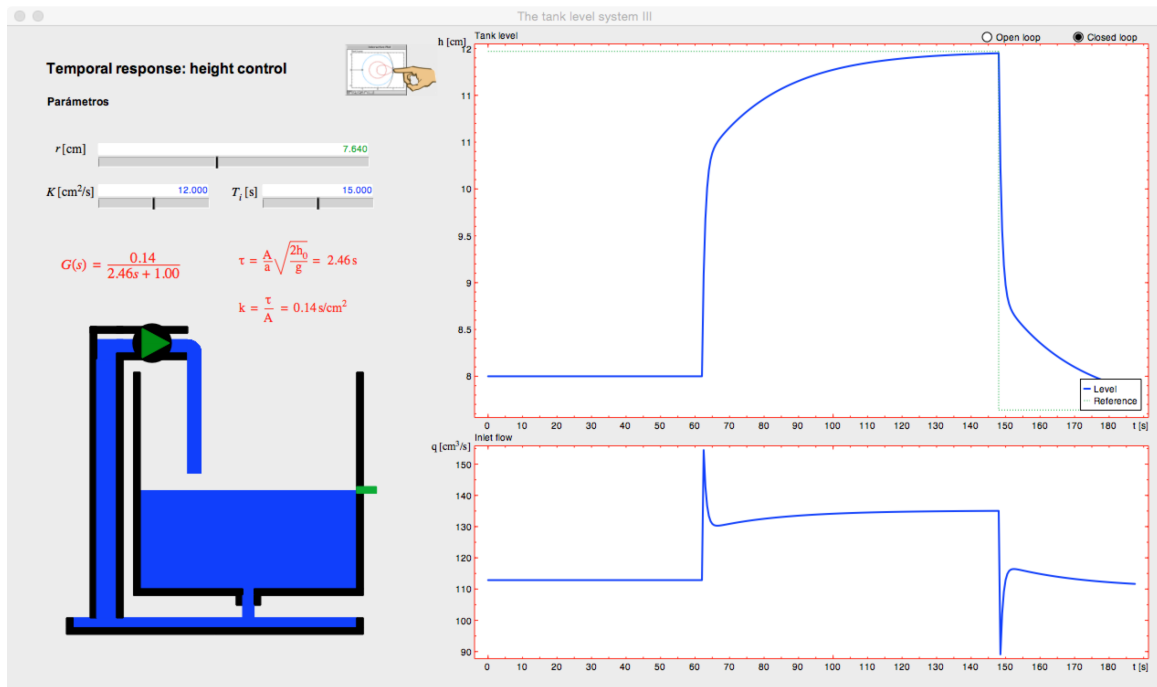 The tank level system III
Temporal response: height control
Parámetros
r [cm] 7.640
K [cm²/s] 12.000 T_i [s] 15.000
G(s) = 0.14 / 2.46s + 1.00
τ = A/a √(2h₀/g) = 2.46 s
k = τ/A = 0.14 s/cm²
h [cm] Tank level
Open loop Closed loop
12
11
11
10
9.5
9
8.5
8
Level
Reference
0 10 20 30 40 50 60 70 80 90 100 110 120 130 140 150 160 170 180 t [s]
Inlet flow
q [cm³/s]
150
140
130
120
110
100
90
0 10 20 30 40 50 60 70 80 90 100 110 120 130 140 150 160 170 180 t [s]